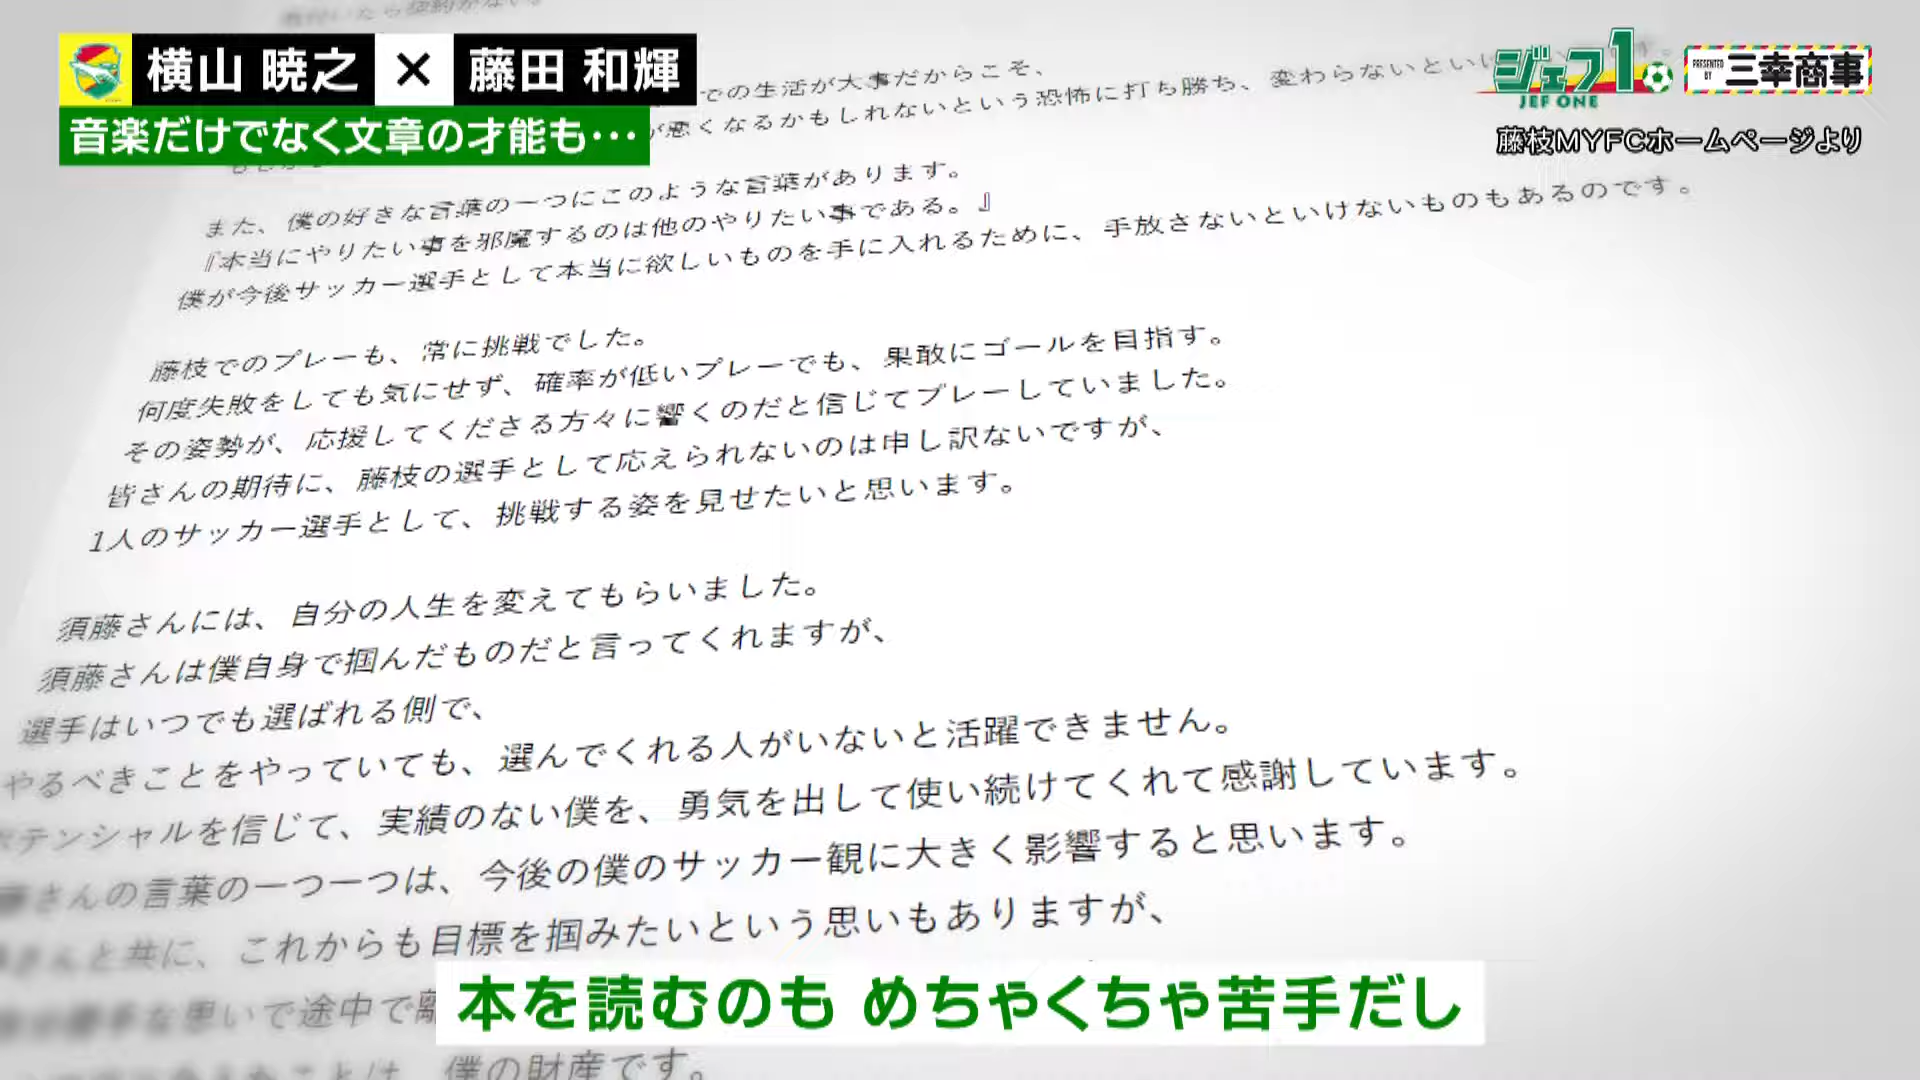 横山 暁之 × 藤田 和輝
音楽だけでなく文章の才能も･･･
ジェフ1
JEF ONE
PRESENTED BY 三幸商事
藤枝MYFCホームページより
での生活が大事だからこそ、
が悪くなるかもしれないという恐怖に打ち勝ち、変わらないといけ
また、僕の好きな言葉の一つにこのような言葉があります。
『本当にやりたい事を邪魔するのは他のやりたい事である。』
僕が今後サッカー選手として本当に欲しいものを手に入れるために、手放さないといけないものもあるのです。
藤枝でのプレーも、常に挑戦でした。
何度失敗をしても気にせず、確率が低いプレーでも、果敢にゴールを目指す。
その姿勢が、応援してくださる方々に響くのだと信じてプレーしていました。
皆さんの期待に、藤枝の選手として応えられないのは申し訳ないですが、
1人のサッカー選手として、挑戦する姿を見せたいと思います。
須藤さんには、自分の人生を変えてもらいました。
須藤さんは僕自身で掴んだものだと言ってくれますが、
選手はいつでも選ばれる側で、
やるべきことをやっていても、選んでくれる人がいないと活躍できません。
ポテンシャルを信じて、実績のない僕を、勇気を出して使い続けてくれて感謝しています。
藤さんの言葉の一つ一つは、今後の僕のサッカー観に大きく影響すると思います。
さんと共に、これからも目標を掴みたいという思いもありますが、
な思いで途中で離
ことは、僕の財産です。
本を読むのも めちゃくちゃ苦手だし